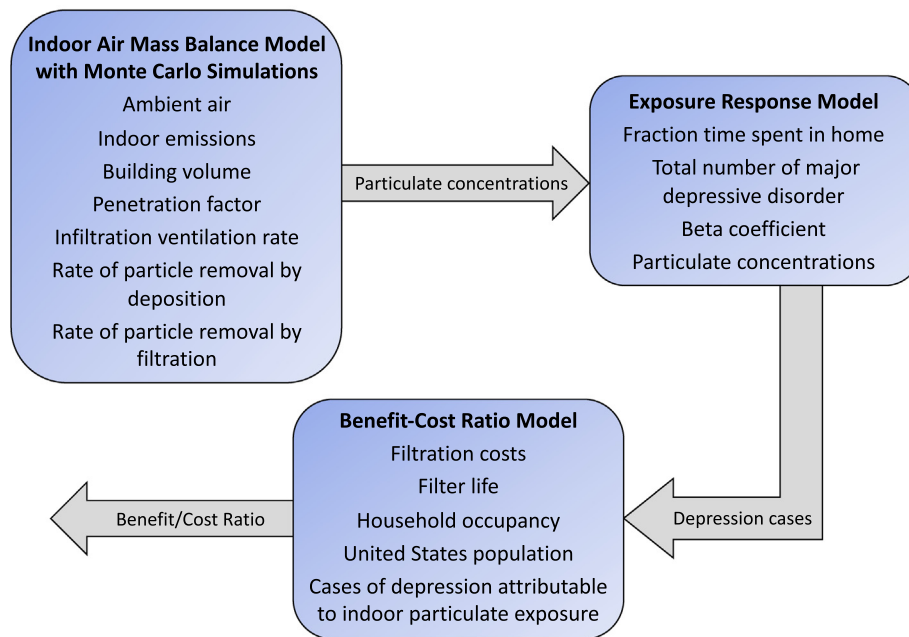 Indoor Air Mass Balance Model
with Monte Carlo Simulations
Ambient air
Indoor emissions
Building volume
Penetration factor
Infiltration ventilation rate
Rate of particle removal by
deposition
Rate of particle removal by
filtration
Particulate concentrations
Exposure Response Model
Fraction time spent in home
Total number of major
depressive disorder
Beta coefficient
Particulate concentrations
Depression cases
Benefit-Cost Ratio Model
Filtration costs
Filter life
Household occupancy
United States population
Cases of depression attributable
to indoor particulate exposure
Benefit/Cost Ratio